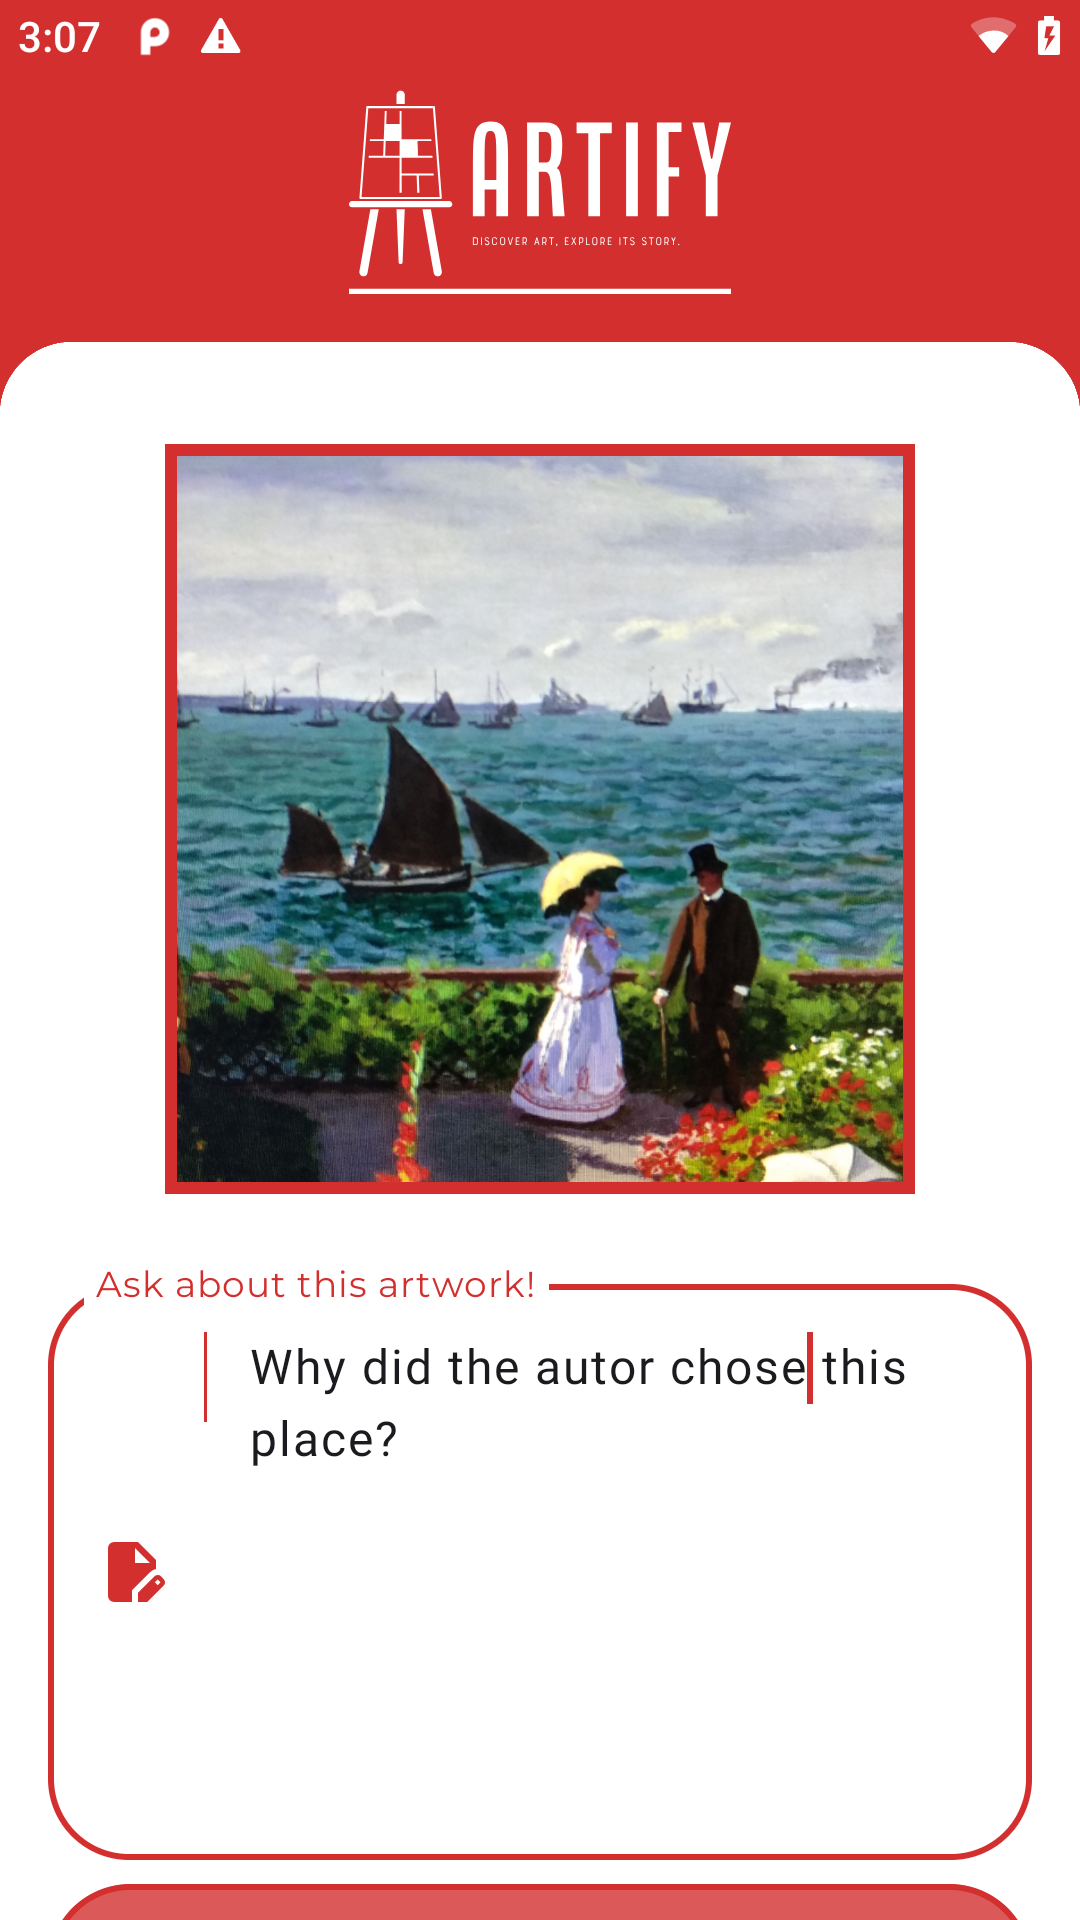 3:07
ARTIFY
DISCOVER ART, EXPLORE ITS STORY.
Ask about this artwork!
Why did the autor chose this
place?